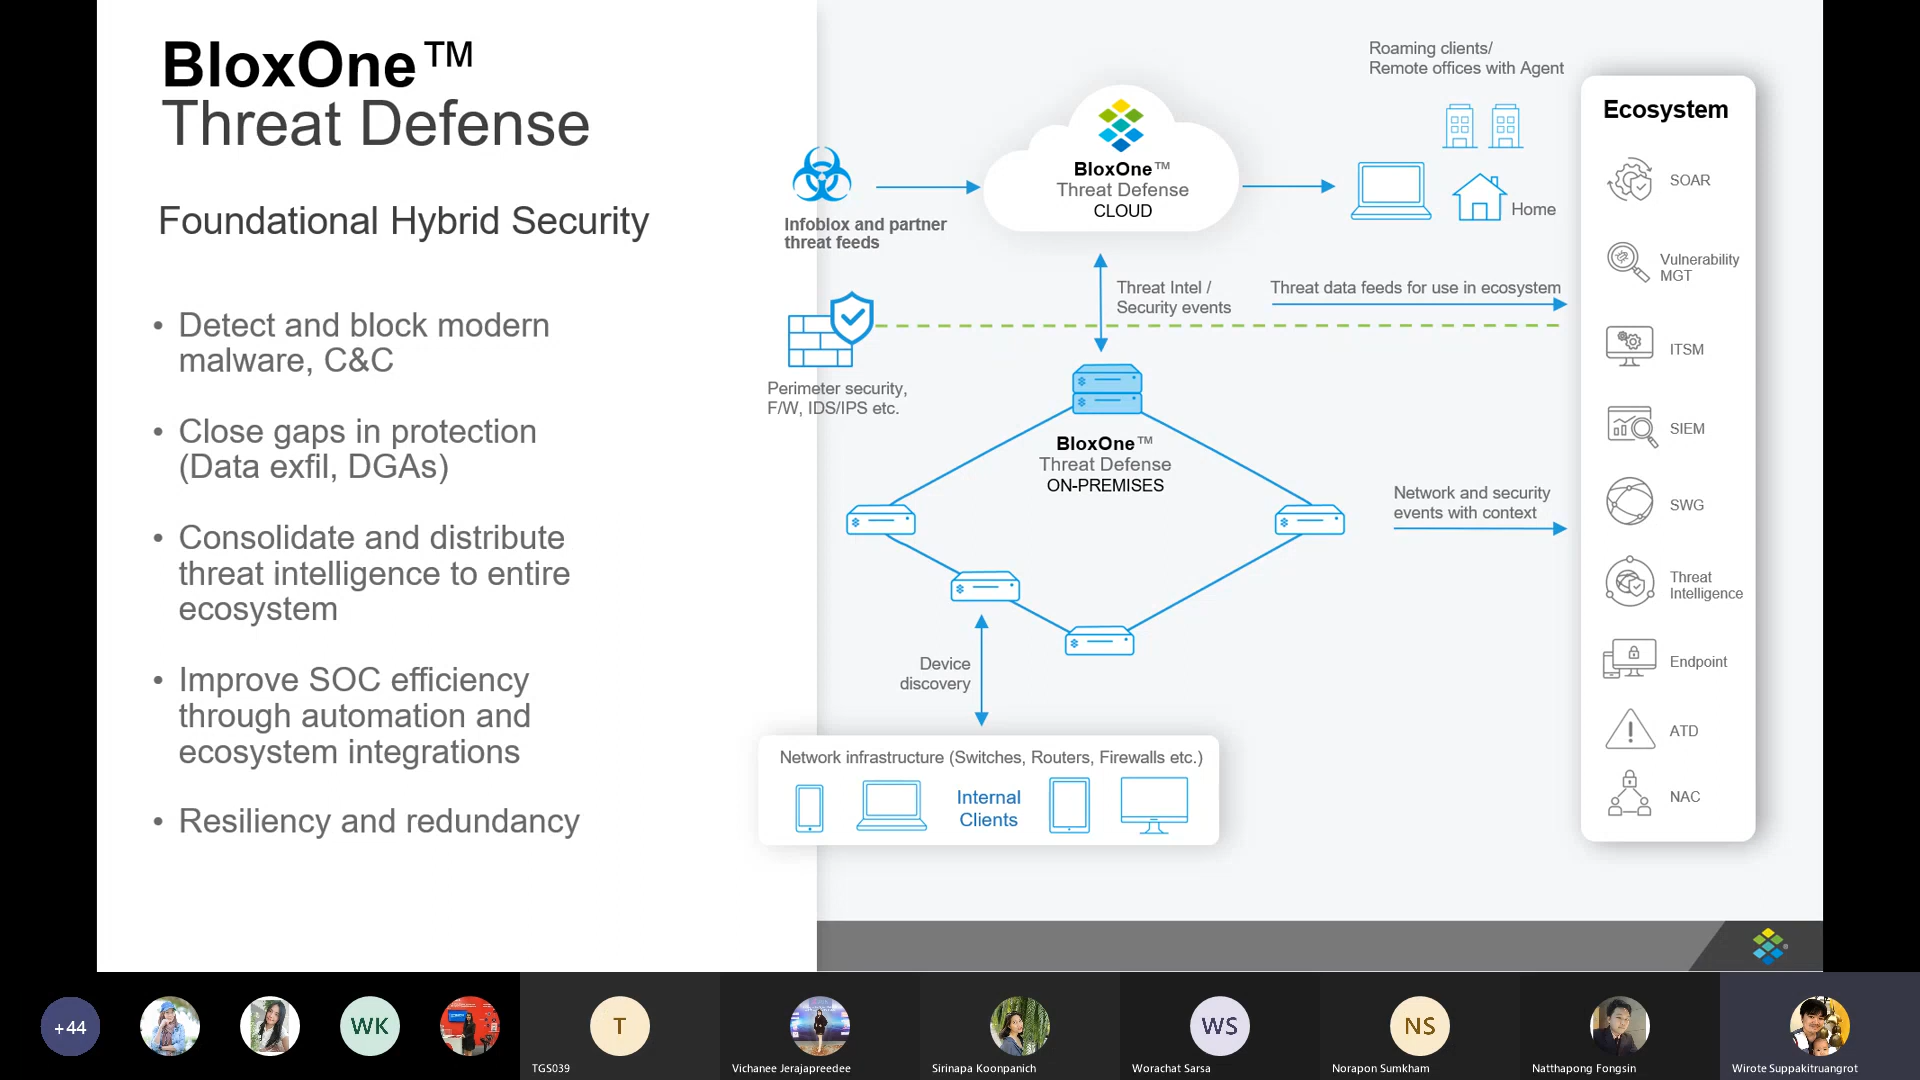 BloxOne™
Threat Defense
Foundational Hybrid Security
• Detect and block modern
malware, C&C
• Close gaps in protection
(Data exfil, DGAs)
• Consolidate and distribute
threat intelligence to entire
ecosystem
• Improve SOC efficiency
through automation and
ecosystem integrations
• Resiliency and redundancy
Infoblox and partner
threat feeds
BloxOne™
Threat Defense
CLOUD
Roaming clients/
Remote offices with Agent
Home
Threat Intel /
Security events
Threat data feeds for use in ecosystem
Perimeter security,
F/W, IDS/IPS etc.
BloxOne™
Threat Defense
ON-PREMISES
Network and security
events with context
Device
discovery
Network infrastructure (Switches, Routers, Firewalls etc.)
Internal
Clients
Ecosystem
SOAR
Vulnerability
MGT
ITSM
SIEM
SWG
Threat
Intelligence
Endpoint
ATD
NAC
+44
WK
T
WS
NS
TGS039
Vichanee Jerajapreedee
Sirinapa Koonpanich
Worachat Sarsa
Norapon Sumkham
Natthapong Fongsin
Wirote Suppakitruangrot